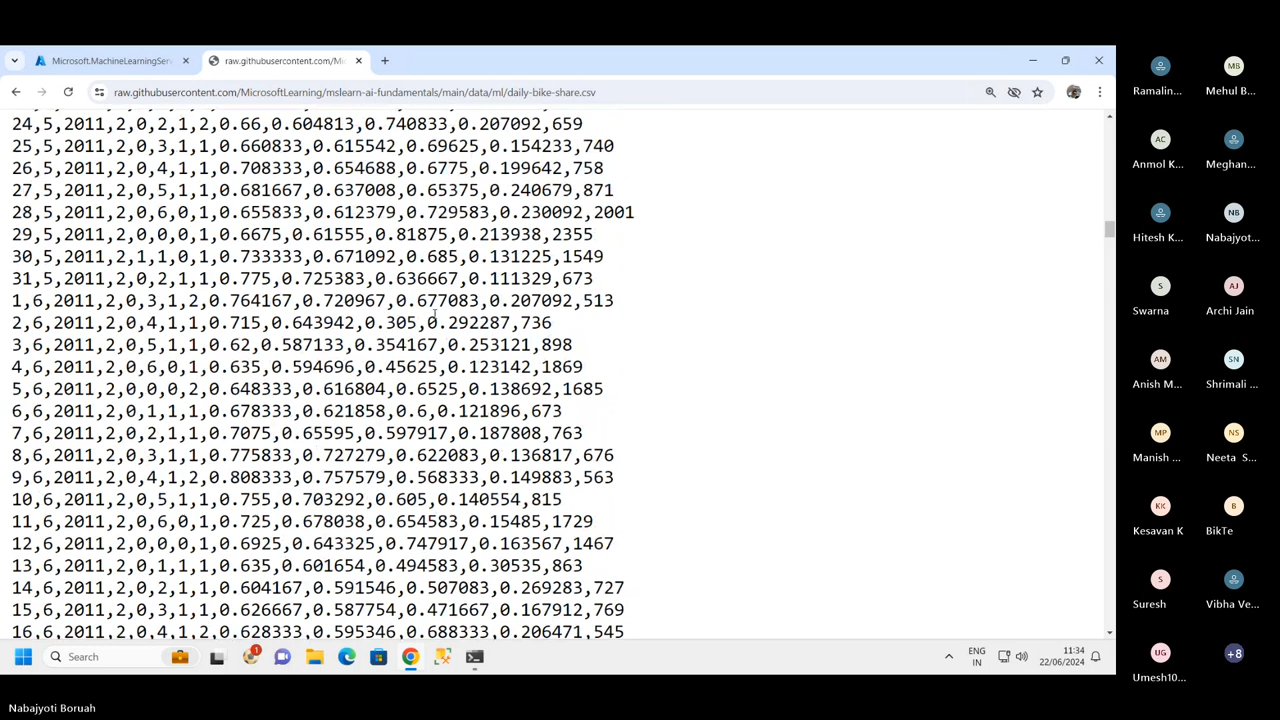 Microsoft.MachineLearningServ
raw.githubusercontent.com/Mi
raw.githubusercontent.com/MicrosoftLearning/mslearn-ai-fundamentals/main/data/ml/daily-bike-share.csv
24,5,2011,2,0,2,1,2,0.66,0.604813,0.740833,0.207092,659
25,5,2011,2,0,3,1,1,0.660833,0.615542,0.69625,0.154233,740
26,5,2011,2,0,4,1,1,0.708333,0.654688,0.6775,0.199642,758
27,5,2011,2,0,5,1,1,0.681667,0.637008,0.65375,0.240679,871
28,5,2011,2,0,6,0,1,0.655833,0.612379,0.729583,0.230092,2001
29,5,2011,2,0,0,0,1,0.6675,0.61555,0.81875,0.213938,2355
30,5,2011,2,1,1,0,1,0.733333,0.671092,0.685,0.131225,1549
31,5,2011,2,0,2,1,1,0.775,0.725383,0.636667,0.111329,673
1,6,2011,2,0,3,1,2,0.764167,0.720967,0.677083,0.207092,513
2,6,2011,2,0,4,1,1,0.715,0.643942,0.305,0.292287,736
3,6,2011,2,0,5,1,1,0.62,0.587133,0.354167,0.253121,898
4,6,2011,2,0,6,0,1,0.635,0.594696,0.45625,0.123142,1869
5,6,2011,2,0,0,0,2,0.648333,0.616804,0.6525,0.138692,1685
6,6,2011,2,0,1,1,1,0.678333,0.621858,0.6,0.121896,673
7,6,2011,2,0,2,1,1,0.7075,0.65595,0.597917,0.187808,763
8,6,2011,2,0,3,1,1,0.775833,0.727279,0.622083,0.136817,676
9,6,2011,2,0,4,1,2,0.808333,0.757579,0.568333,0.149883,563
10,6,2011,2,0,5,1,1,0.755,0.703292,0.605,0.140554,815
11,6,2011,2,0,6,0,1,0.725,0.678038,0.654583,0.15485,1729
12,6,2011,2,0,0,0,1,0.6925,0.643325,0.747917,0.163567,1467
13,6,2011,2,0,1,1,1,0.635,0.601654,0.494583,0.30535,863
14,6,2011,2,0,2,1,1,0.604167,0.591546,0.507083,0.269283,727
15,6,2011,2,0,3,1,1,0.626667,0.587754,0.471667,0.167912,769
16,6,2011,2,0,4,1,2,0.628333,0.595346,0.688333,0.206471,545
Search
1
ENG
IN
11:34
22/06/2024
MB
Ramalin...
Mehul B...
AC
Anmol K...
Meghan...
NB
Hitesh K...
Nabajyot...
S
AJ
Swarna
Archi Jain
AM
SN
Anish M...
Shrimali ...
MP
NS
Manish ...
Neeta S...
KK
B
Kesavan K
BikTe
S
Suresh
Vibha Ve...
UG
+8
Umesh10...
Nabajyoti Boruah